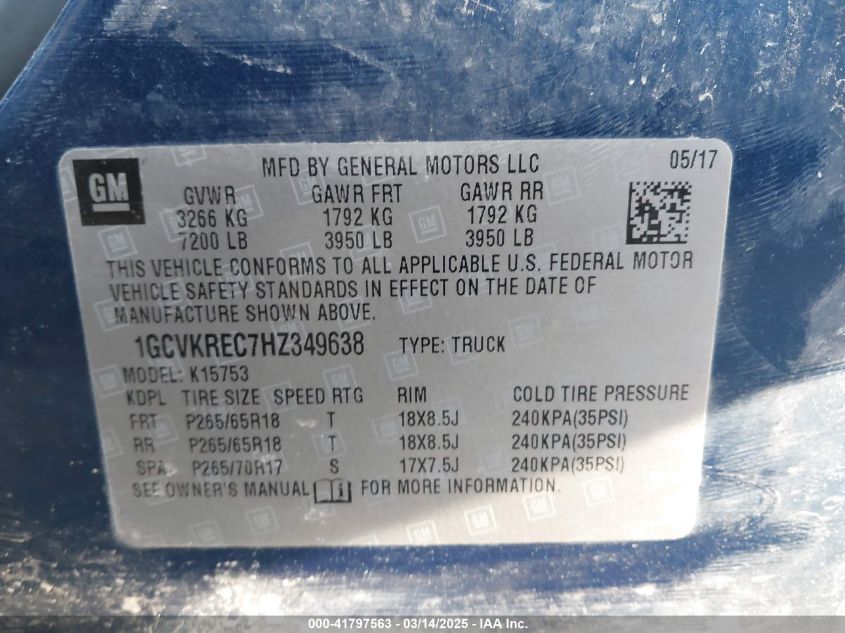 GM MFD BY GENERAL MOTORS LLC 05/17
GVWR GAWR FRT GAWR RR
3266 KG 1792 KG 1792 KG
7200 LB 3950 LB 3950 LB
THIS VEHICLE CONFORMS TO ALL APPLICABLE U.S. FEDERAL MOTOR
VEHICLE SAFETY STANDARDS IN EFFECT ON THE DATE OF
MANUFACTURE SHOWN ABOVE.
1GCVKREC7HZ349638 TYPE: TRUCK
MODEL: K15753
KDPL TIRE SIZE SPEED RTG RIM COLD TIRE PRESSURE
FRT P265/65R18 T 18X8.5J 240KPA(35PSI)
RR P265/65R18 T 18X8.5J 240KPA(35PSI)
SPA P265/70R17 S 17X7.5J 240KPA(35PSI)
SEE OWNER'S MANUAL i FOR MORE INFORMATION.
000-41797563 - 03/14/2025 - IAA Inc.